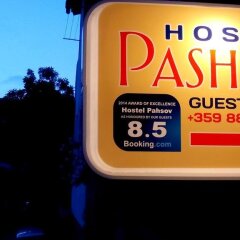 HOS
PASH
GUEST
+359 88
2014 AWARD OF EXCELLENCE
Hostel Pahsov
AS FAVOURED BY OUR GUESTS
8.5
Booking.com